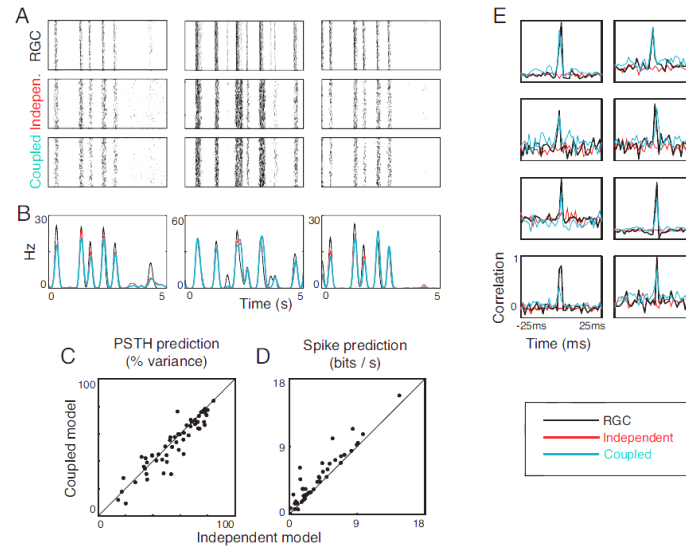 A
RGC
Indepen.
Coupled
B
Hz
30
0
60
0
30
0
0 5
0 5
0 5
Time (s)
C
PSTH prediction
(% variance)
Coupled model
100
0
0 100
Independent model
D
Spike prediction
(bits / s)
18
9
0
0 9 18
E
Correlation
1
0
-25ms 25ms
Time (ms)
RGC
Independent
Coupled